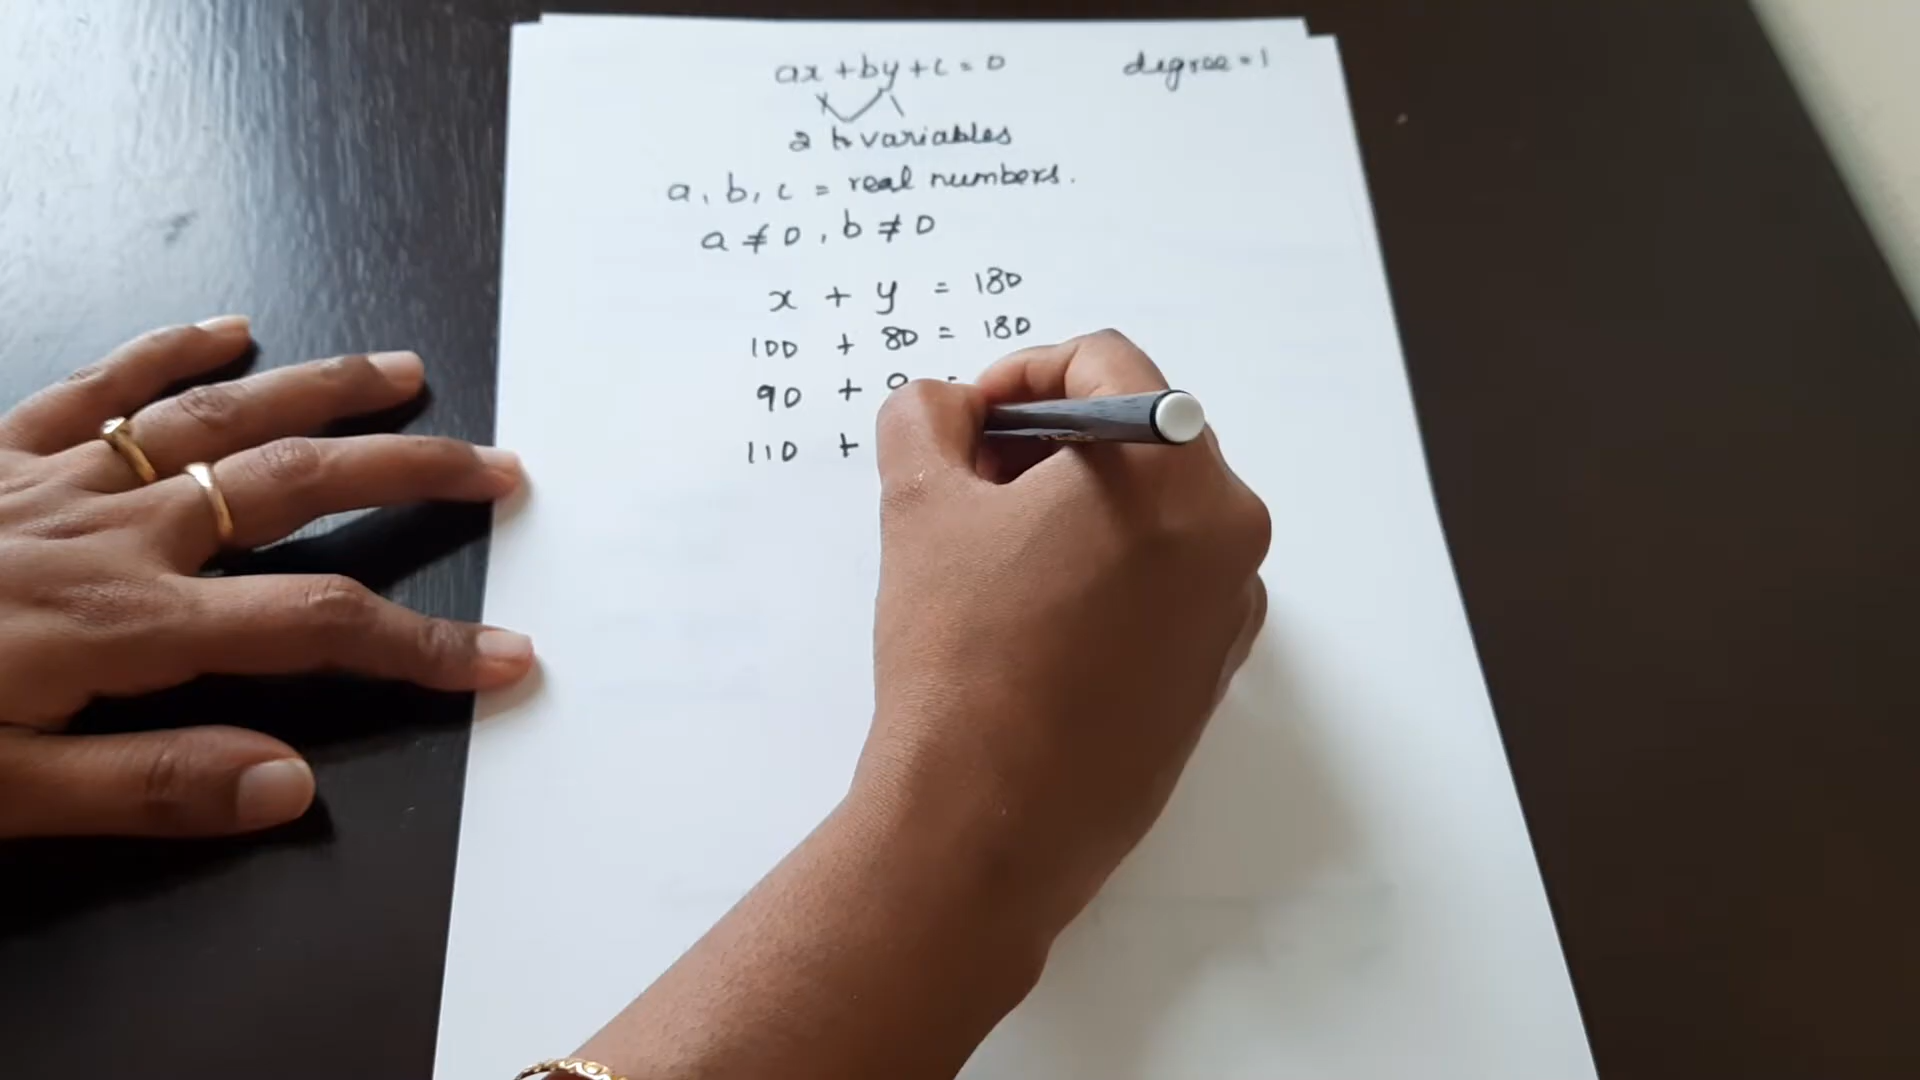 ax + by + c = 0 degree = 1
2 variables
a, b, c = real numbers.
a ≠ 0, b ≠ 0
x + y = 180
100 + 80 = 180
90 +
110 +